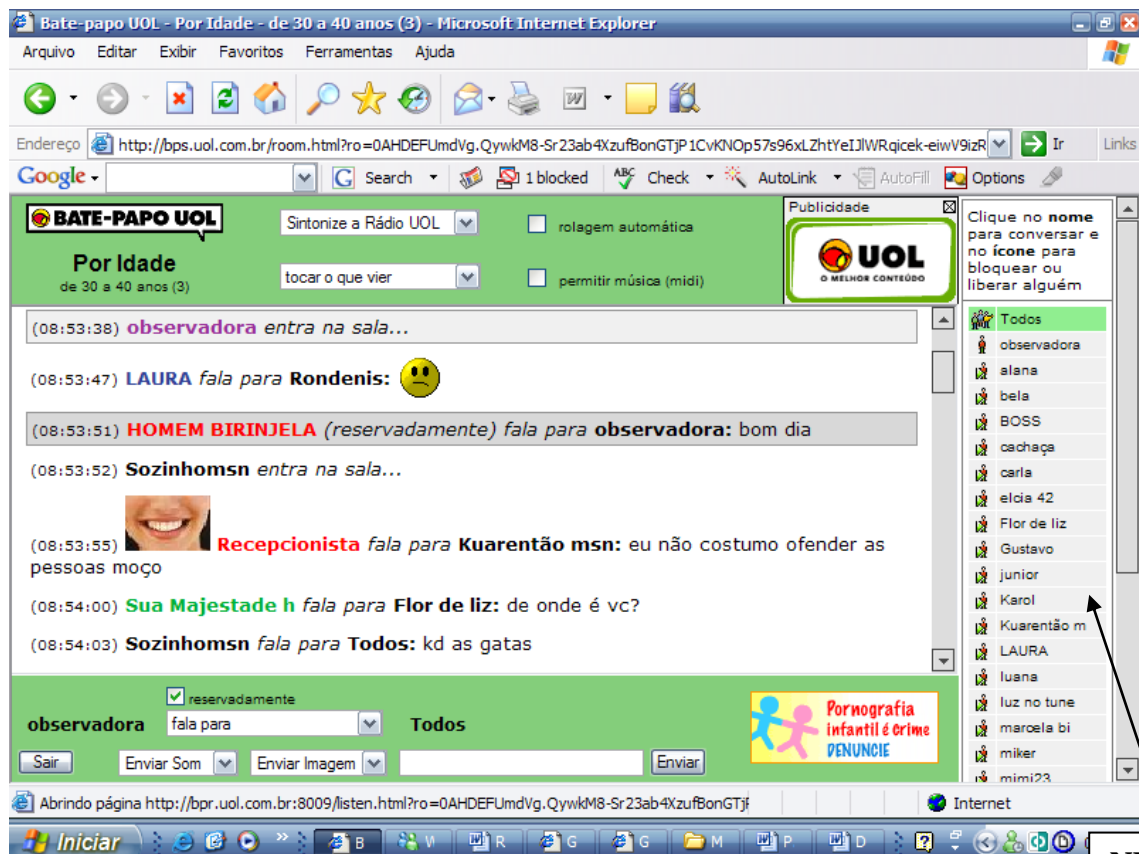 Bate-papo UOL - Por Idade - de 30 a 40 anos (3) - Microsoft Internet Explorer
Arquivo Editar Exibir Favoritos Ferramentas Ajuda
Endereço http://bps.uol.com.br/room.html?ro=0AHDEFUmdVg.QywkM8-Sr23ab4XzufBonGTjP1CvKNOp57s96xLZhtYeIJlWRqicek-eiwV9izR Ir Links
Google Search 1 blocked ABC Check AutoLink AutoFill Options
BATE-PAPO UOL
Por Idade
de 30 a 40 anos (3)
Sintonize a Rádio UOL
tocar o que vier
rolagem automática
permitir música (midi)
Publicidade
UOL
O MELHOR CONTEÚDO
Clique no nome
para conversar e
no ícone para
bloquear ou
liberar alguém
(08:53:38) observadora entra na sala...
(08:53:47) LAURA fala para Rondenis:
(08:53:51) HOMEM BIRINJELA (reservadamente) fala para observadora: bom dia
(08:53:52) Sozinhomsn entra na sala...
(08:53:55) Recepcionista fala para Kuarentão msn: eu não costumo ofender as
pessoas moço
(08:54:00) Sua Majestade h fala para Flor de liz: de onde é vc?
(08:54:03) Sozinhomsn fala para Todos: kd as gatas
Todos
observadora
alana
bela
BOSS
cachaça
carla
elcia 42
Flor de liz
Gustavo
junior
Karol
Kuarentão m
LAURA
luana
luz no tune
marcela bi
miker
mimi23
reservadamente
observadora fala para Todos
Sair Enviar Som Enviar Imagem Enviar
Pornografia
infantil é crime
DENUNCIE
Abrindo página http://bpr.uol.com.br:8009/listen.html?ro=0AHDEFUmdVg.QywkM8-Sr23ab4XzufBonGTjF Internet
Iniciar B W R G G M P D